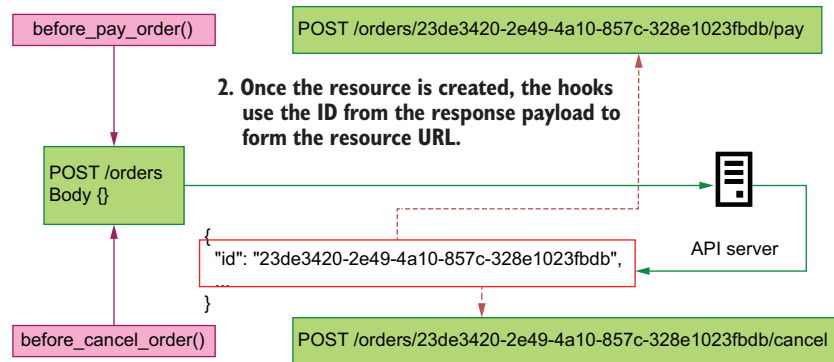 before_pay_order()
POST /orders/23de3420-2e49-4a10-857c-328e1023fbdb/pay
2. Once the resource is created, the hooks
use the ID from the response payload to
form the resource URL.
POST /orders
Body {}
API server
{
"id": "23de3420-2e49-4a10-857c-328e1023fbdb",
...
}
before_cancel_order()
POST /orders/23de3420-2e49-4a10-857c-328e1023fbdb/cancel